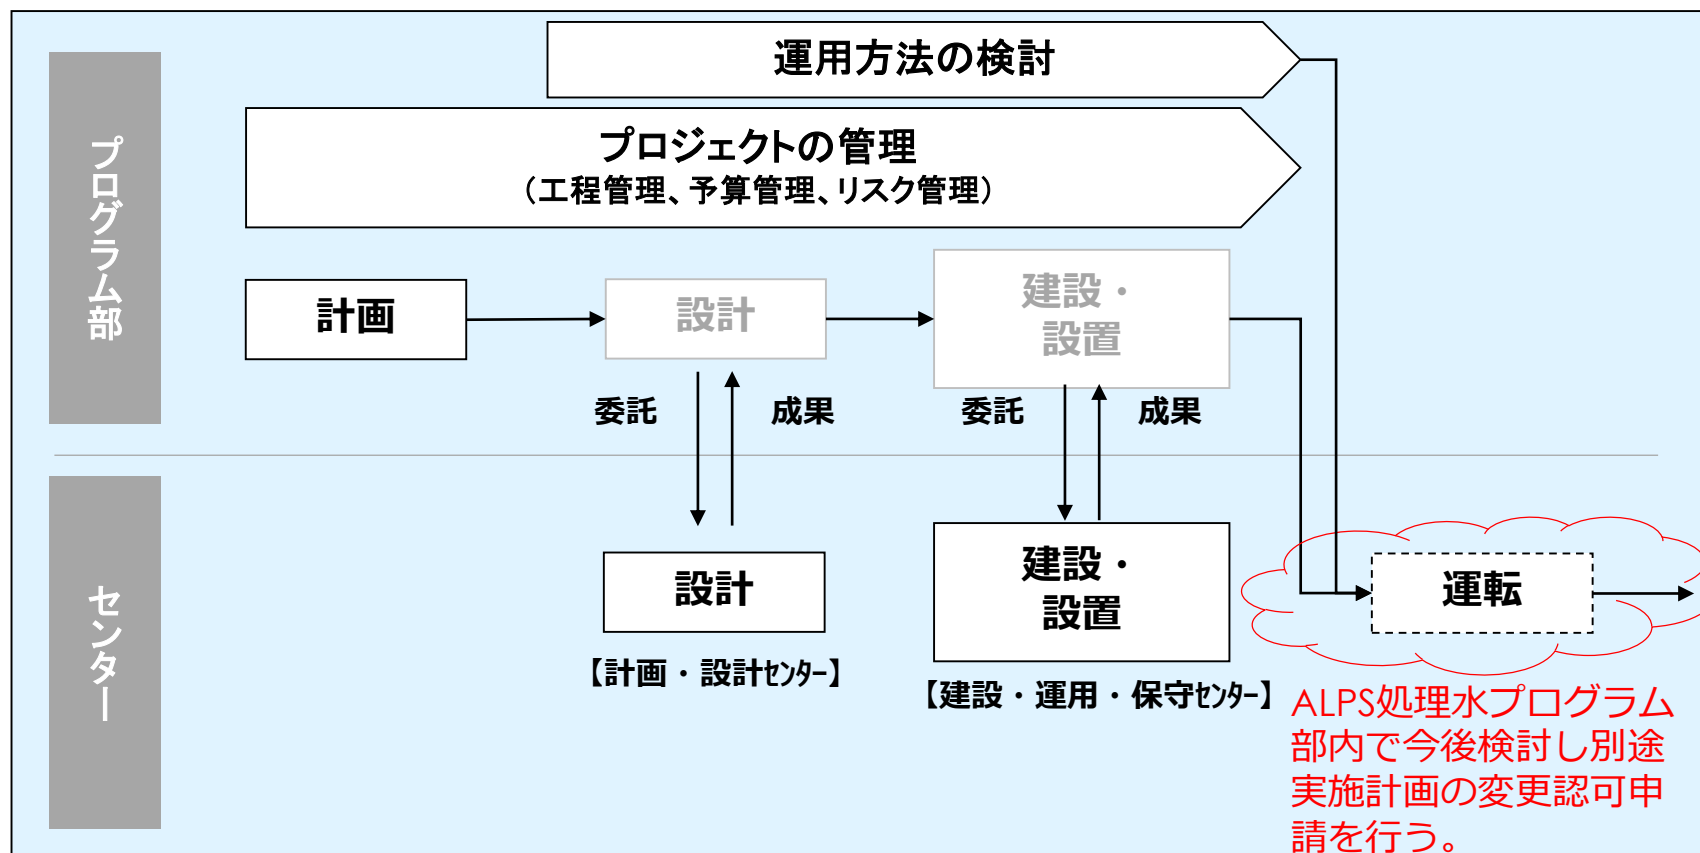 プログラム部
運用方法の検討
プロジェクトの管理
（工程管理、予算管理、リスク管理）
計画
設計
建設・
設置
委託
成果
委託
成果
センター
設計
【計画・設計センター】
建設・
設置
【建設・運用・保守センター】
運転
ALPS処理水プログラム
部内で今後検討し別途
実施計画の変更認可申
請を行う。